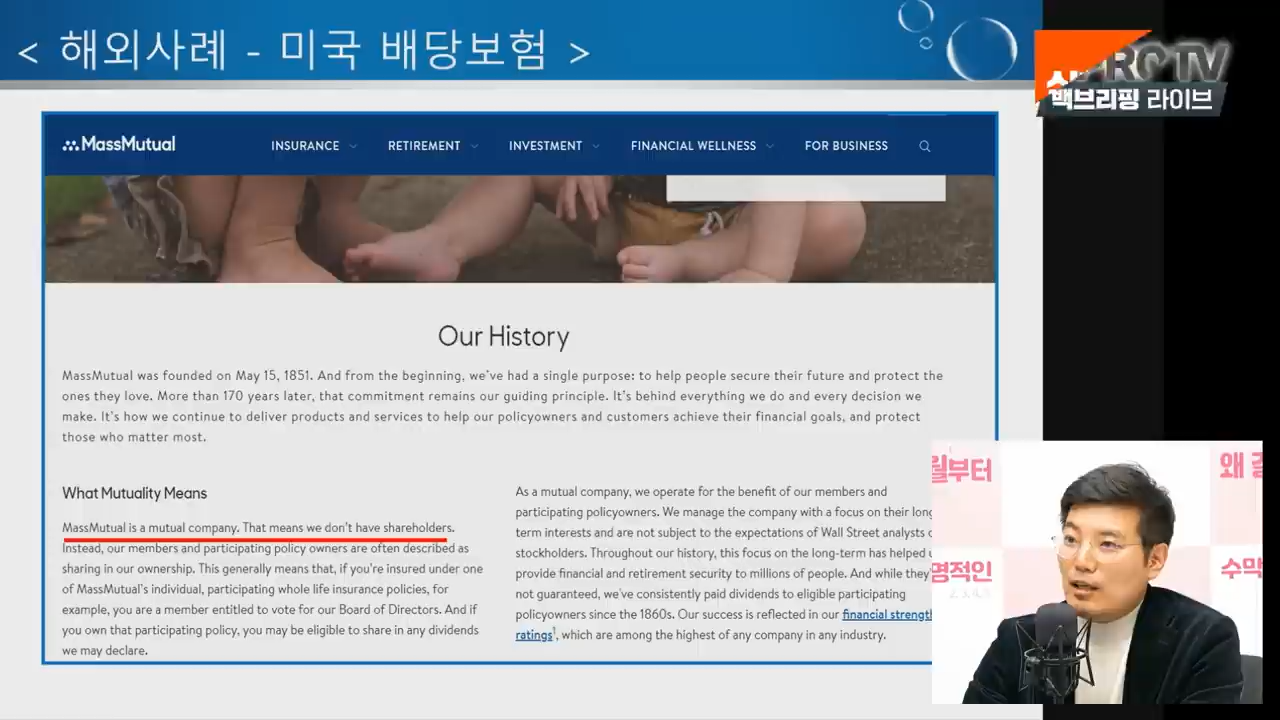 < 해외사례 - 미국 배당보험 >
PRO TV
백브리핑 라이브
MassMutual
INSURANCE
RETIREMENT
INVESTMENT
FINANCIAL WELLNESS
FOR BUSINESS
Our History
MassMutual was founded on May 15, 1851. And from the beginning, we've had a single purpose: to help people secure their future and protect the
ones they love. More than 170 years later, that commitment remains our guiding principle. It's behind everything we do and every decision we
make. It's how we continue to deliver products and services to help our policyowners and customers achieve their financial goals, and protect
those who matter most.
What Mutuality Means
MassMutual is a mutual company. That means we don't have shareholders.
Instead, our members and participating policy owners are often described as
sharing in our ownership. This generally means that, if you're insured under one
of MassMutual's individual, participating whole life insurance policies, for
example, you are a member entitled to vote for our Board of Directors. And if
you own that participating policy, you may be eligible to share in any dividends
we may declare.
As a mutual company, we operate for the benefit of our members and
participating policyowners. We manage the company with a focus on their long
term interests and are not subject to the expectations of Wall Street analysts
stockholders. Throughout our history, this focus on the long-term has helped
provide financial and retirement security to millions of people. And while they
not guaranteed, we've consistently paid dividends to eligible participating
policyowners since the 1860s. Our success is reflected in our financial strengt
ratings¹, which are among the highest of any company in any industry.
월부터
왜
명적인
수막